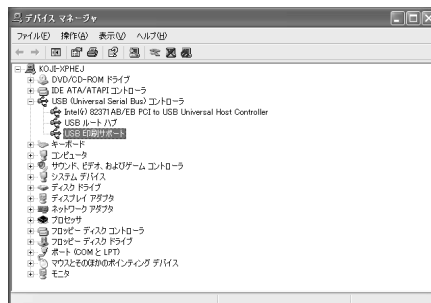 デバイス マネージャ
ファイル(F) 操作(A) 表示(V) ヘルプ(H)
KOJI-XPHEJ
DVD/CD-ROM ドライブ
IDE ATA/ATAPI コントローラ
USB (Universal Serial Bus) コントローラ
Intel(r) 82371AB/EB PCI to USB Universal Host Controller
USB ルート ハブ
USB 印刷サポート
キーボード
コンピュータ
サウンド、ビデオ、およびゲーム コントローラ
システム デバイス
ディスク ドライブ
ディスプレイ アダプタ
ネットワーク アダプタ
プロセッサ
フロッピー ディスク コントローラ
フロッピー ディスク ドライブ
ポート (COM と LPT)
マウスとそのほかのポインティング デバイス
モニタ